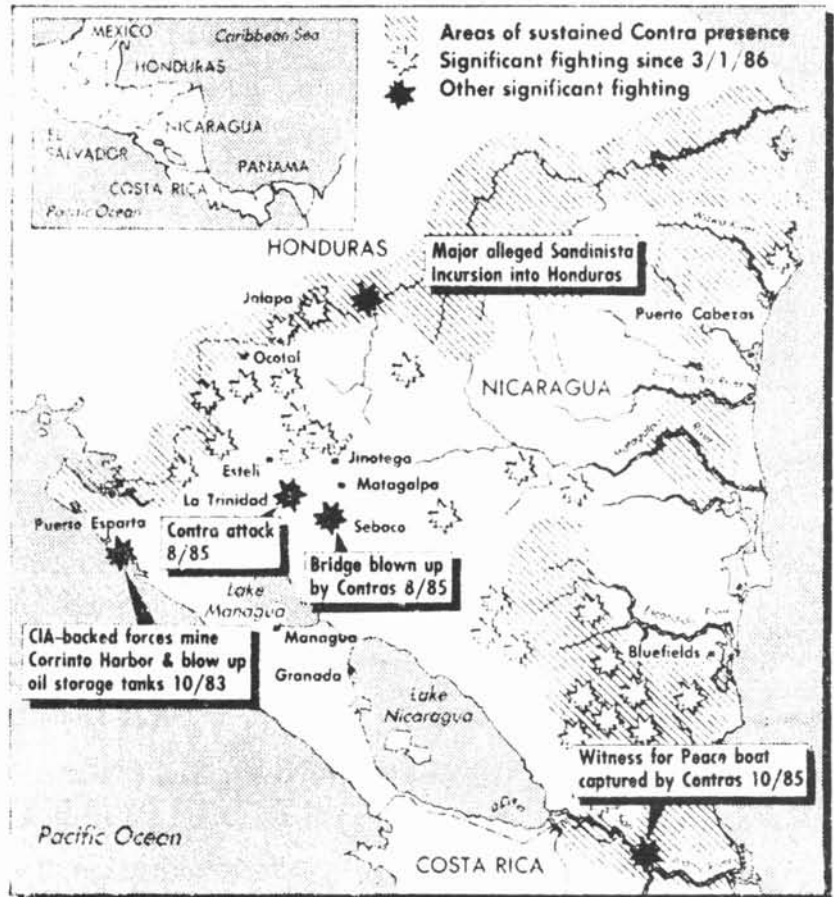 MEXICO
Caribbean Sea
HONDURAS
NICARAGUA
EL
SALVADOR
PANAMA
COSTA RICA
Pacific Ocean
Areas of sustained Contra presence
Significant fighting since 3/1/86
Other significant fighting
HONDURAS
Major alleged Sandinista
Incursion into Honduras
Jalapa
Puerto Cabezas
Ocotal
NICARAGUA
Esteli
Jinotega
Matagalpa
La Trinidad
Puerto Esparta
Seboco
Contra attack
8/85
Bridge blown up
by Contras 8/85
Lake
Managua
CIA-backed forces mine
Corrinto Harbor & blow up
oil storage tanks 10/83
Managua
Bluefields
Granada
Lake
Nicaragua
Witness for Peace boat
captured by Contras 10/85
Pacific Ocean
COSTA RICA